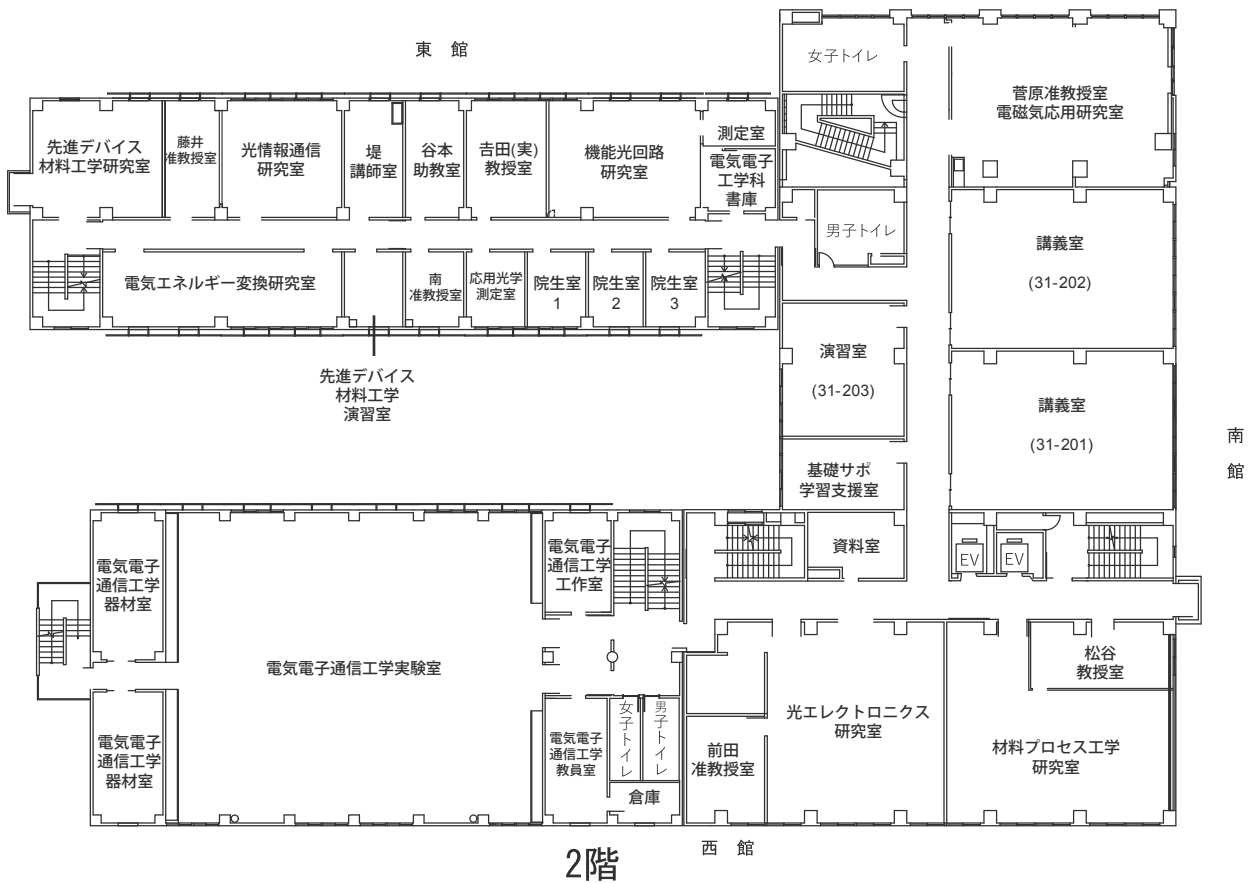 東 館
女子トイレ
菅原准教授室
電磁気応用研究室
先進デバイス
材料工学研究室
藤井
准教授室
光情報通信
研究室
堤
講師室
谷本
助教室
吉田(実)
教授室
機能光回路
研究室
測定室
電気電子
工学科
書庫
男子トイレ
講義室
(31-202)
電気エネルギー変換研究室
南
准教授室
応用光学
測定室
院生室
1
院生室
2
院生室
3
先進デバイス
材料工学
演習室
演習室
(31-203)
講義室
(31-201)
南
館
基礎サポ
学習支援室
電気電子
通信工学
器材室
電気電子
通信工学
工作室
資料室
EV
EV
電気電子通信工学実験室
松谷
教授室
電気電子
通信工学
器材室
電気電子
通信工学
教員室
女子トイレ
男子トイレ
倉庫
前田
准教授室
光エレクトロニクス
研究室
材料プロセス工学
研究室
西 館
2階